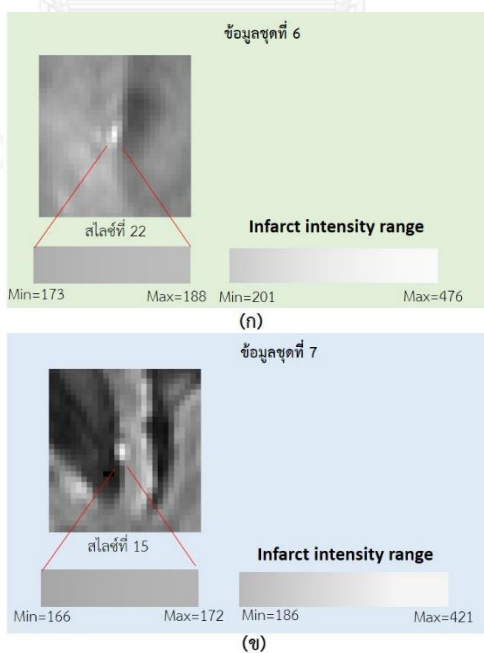 ข้อมูลชุดที่ 6
สไลซ์ที่ 22
Infarct intensity range
Min=173 Max=188 Min=201 Max=476
(ก)
ข้อมูลชุดที่ 7
สไลซ์ที่ 15
Infarct intensity range
Min=166 Max=172 Min=186 Max=421
(ข)